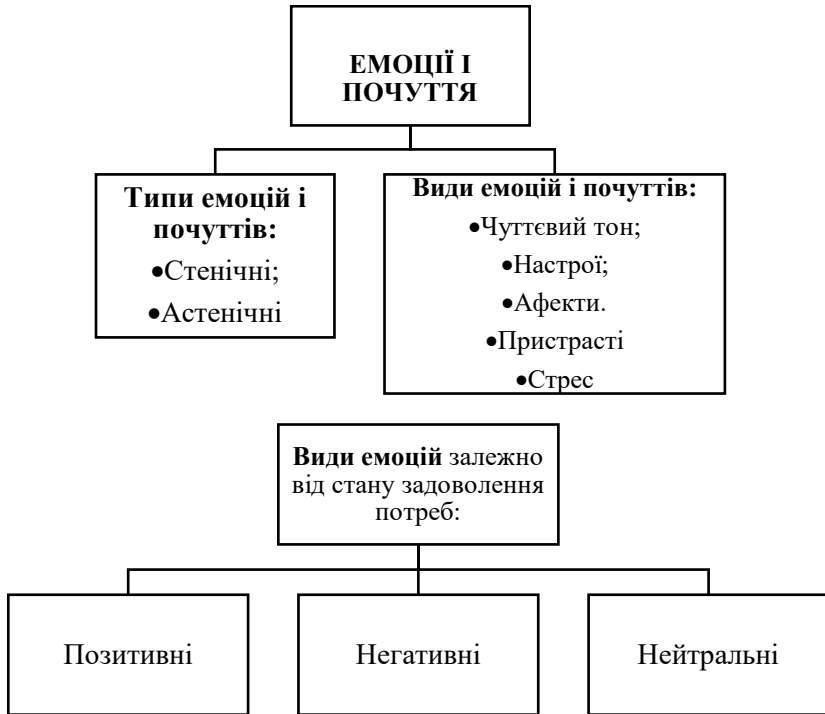 ЕМОЦІЇ І
ПОЧУТТЯ
Типи емоцій і
почуттів:
•Стенічні;
•Астенічні
Види емоцій і почуттів:
•Чуттєвий тон;
•Настрої;
•Афекти.
•Пристрасті
•Стрес
Види емоцій залежно
від стану задоволення
потреб:
Позитивні
Негативні
Нейтральні